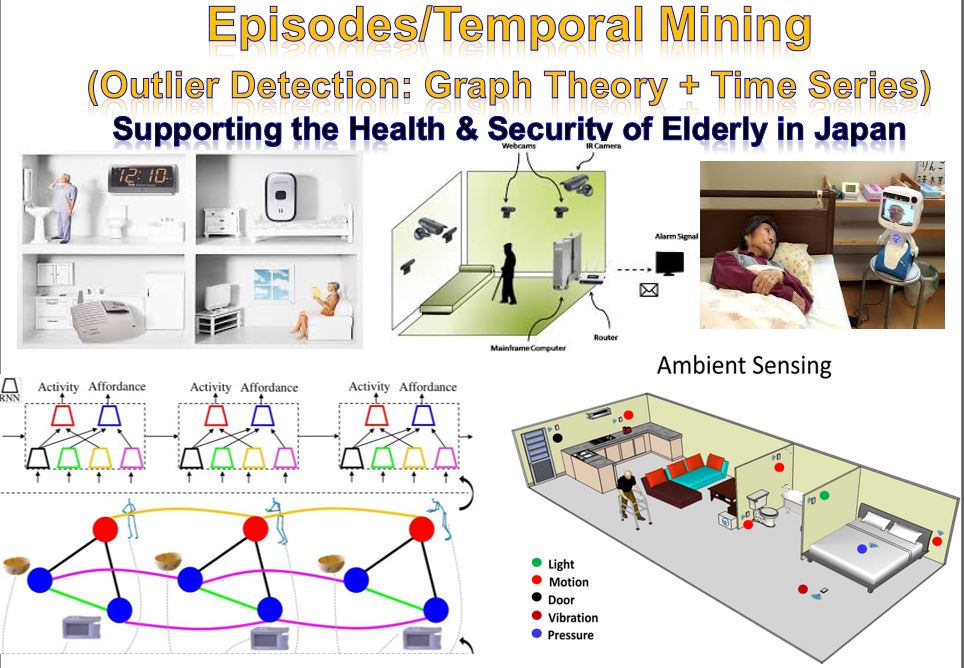 Episodes/Temporal Mining
(Outlier Detection: Graph Theory + Time Series)
Supporting the Health & Security of Elderly in Japan
12:10
Webcams
IR Camera
Alarm Signal
Router
Mainframe Computer
Ambient Sensing
RNN
Activity Affordance
Activity Affordance
Activity Affordance
Light
Motion
Door
Vibration
Pressure